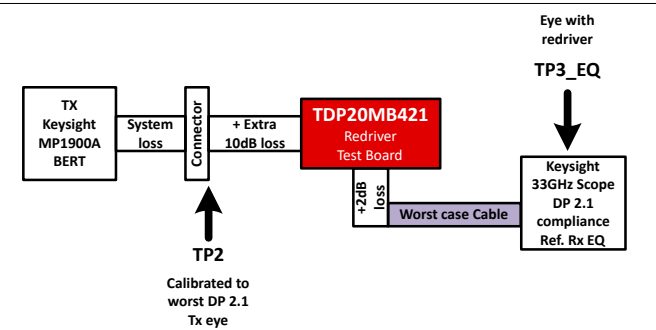 Eye with
redriver
TP3_EQ
TX
Keysight
MP1900A
BERT
System
loss
Connector
+ Extra
10dB loss
TDP20MB421
Redriver
Test Board
+2dB
loss
Worst case Cable
Keysight
33GHz Scope
DP 2.1
compliance
Ref. Rx EQ
TP2
Calibrated to
worst DP 2.1
Tx eye